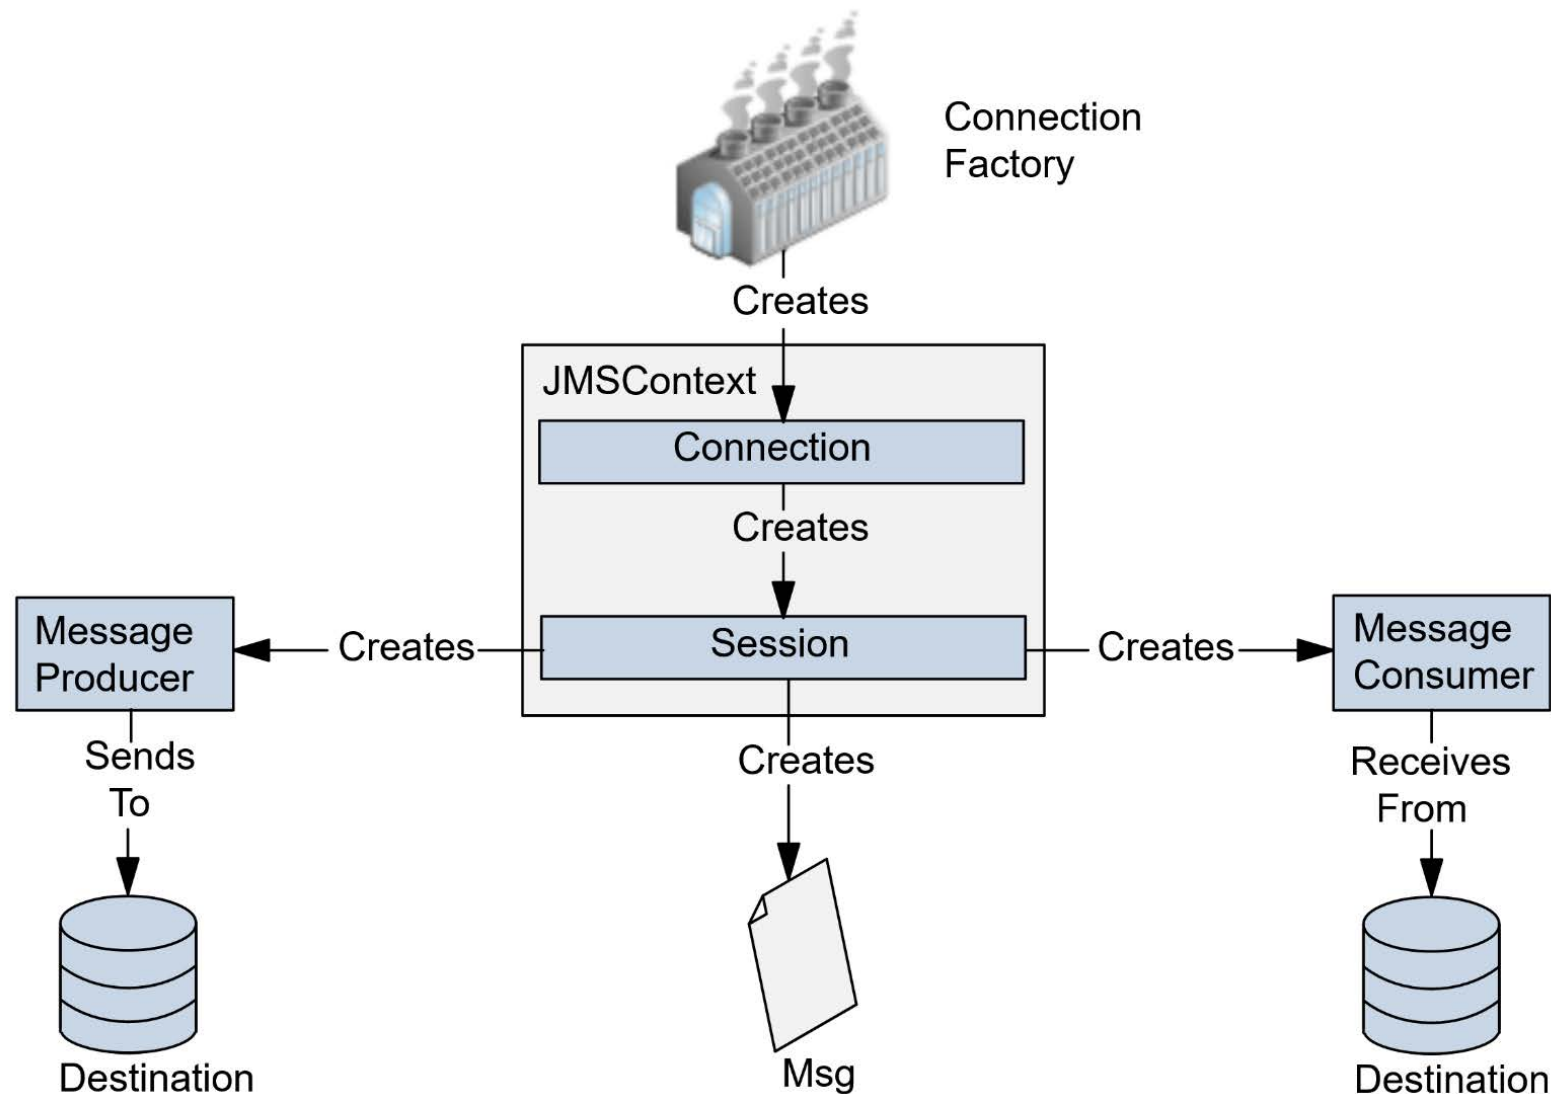 Connection
Factory
Creates
JMSContext
Connection
Creates
Session
Creates
Message
Producer
Creates
Message
Consumer
Sends
To
Creates
Receives
From
Destination
Msg
Destination